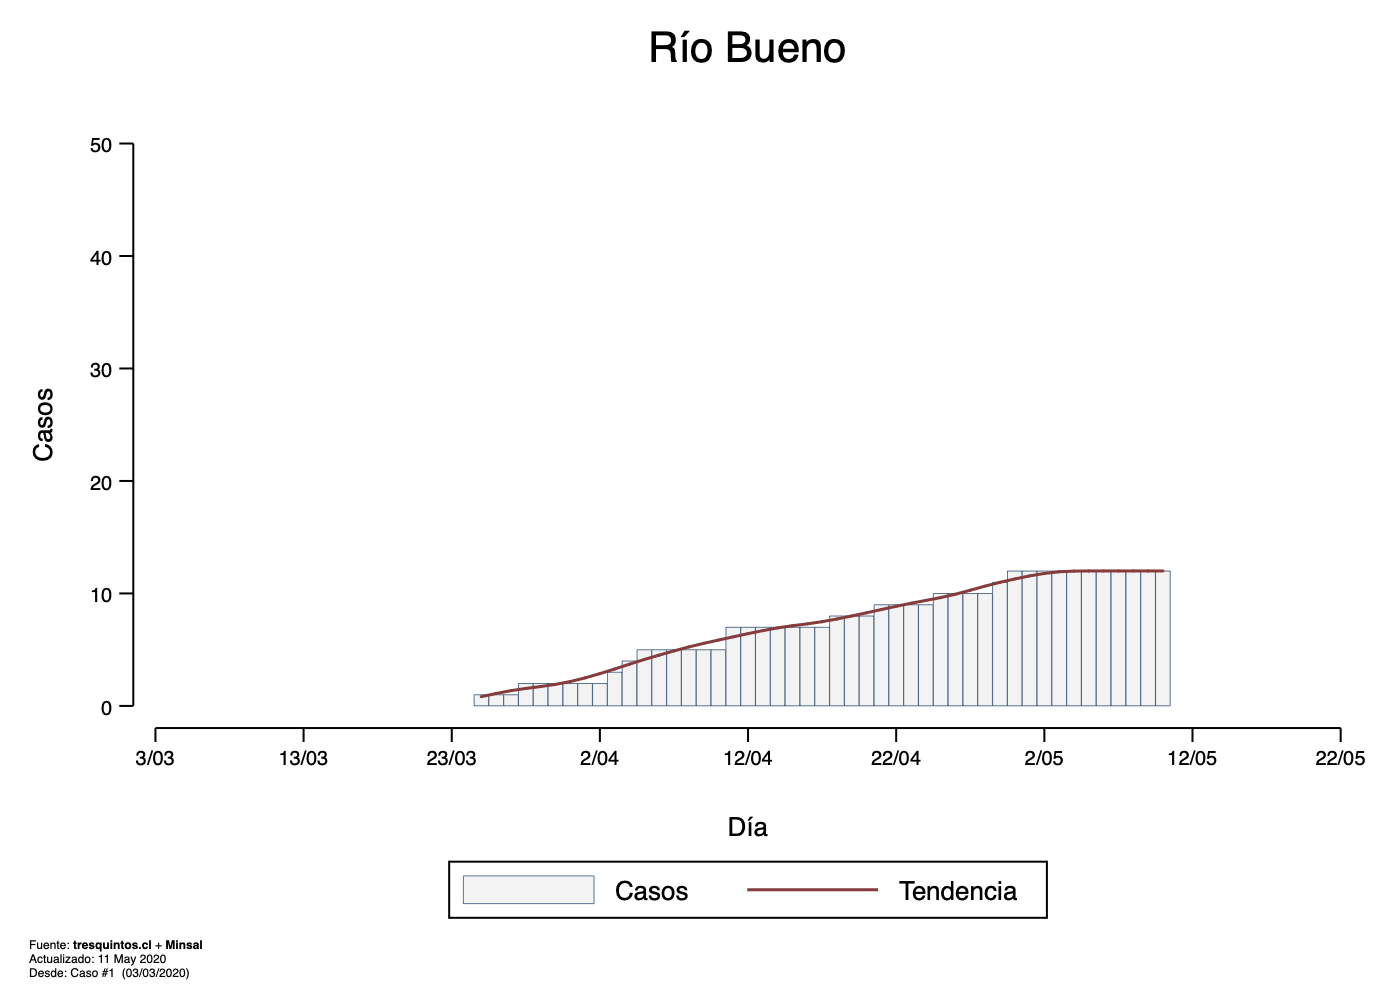 Río Bueno
50
40
30
20
10
0
Casos
3/03 13/03 23/03 2/04 12/04 22/04 2/05 12/05 22/05
Día
Casos Tendencia
Fuente: tresquintos.cl + Minsal
Actualizado: 11 May 2020
Desde: Caso #1 (03/03/2020)